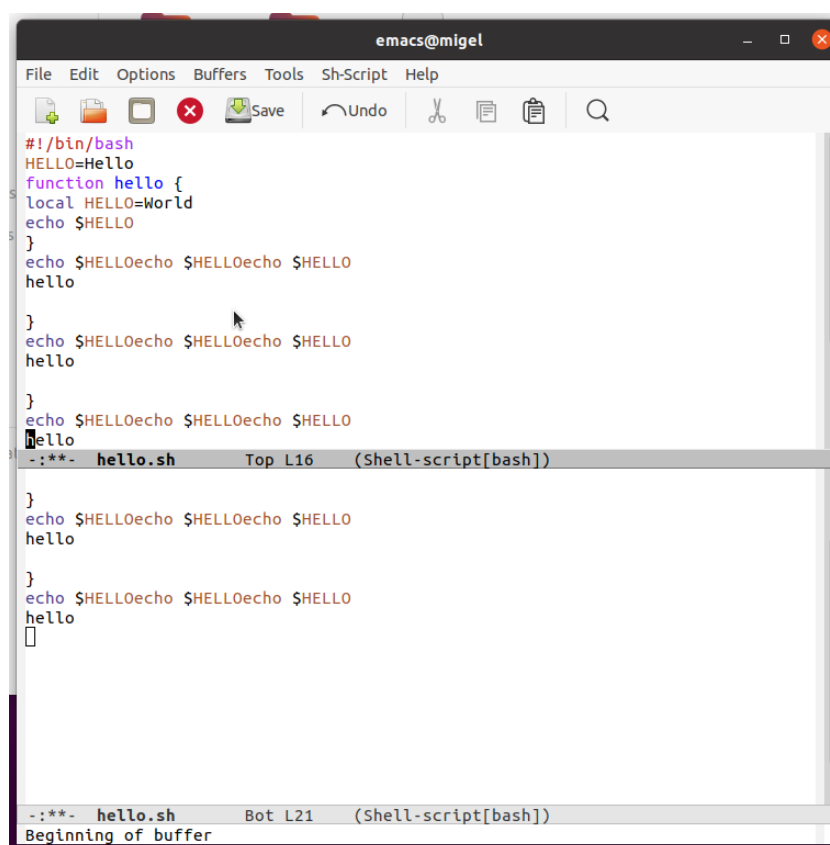 emacs@migel
File Edit Options Buffers Tools Sh-Script Help
Save Undo
#!/bin/bash
HELLO=Hello
function hello {
local HELLO=World
echo $HELLO
}
echo $HELLOecho $HELLOecho $HELLO
hello
}
echo $HELLOecho $HELLOecho $HELLO
hello
}
echo $HELLOecho $HELLOecho $HELLO
hello
-:**- hello.sh Top L16 (Shell-script[bash])
}
echo $HELLOecho $HELLOecho $HELLO
hello
}
echo $HELLOecho $HELLOecho $HELLO
hello
-:**- hello.sh Bot L21 (Shell-script[bash])
Beginning of buffer